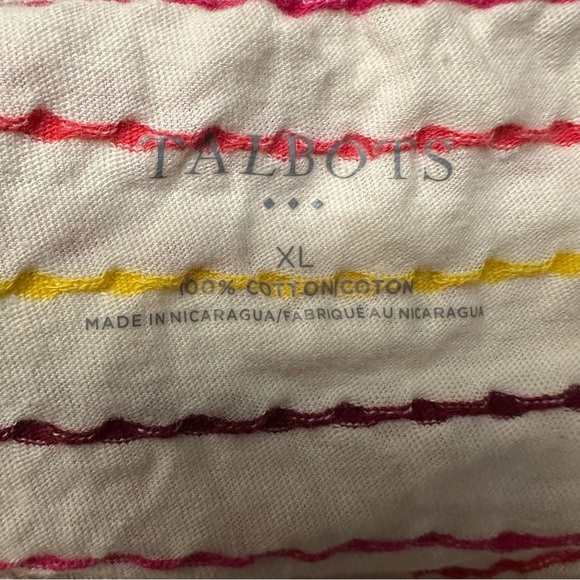 TALBOTS
XL
100% COTTON/COTON
MADE IN NICARAGUA/FABRIQUÉ AU NICARAGUA